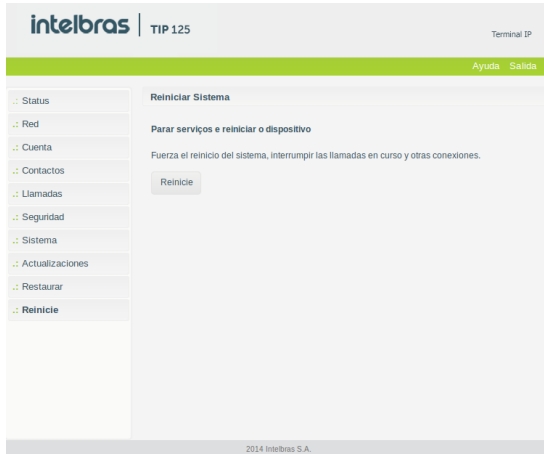 intelbras TIP 125
Terminal IP
Ayuda Salida
.: Status
.: Red
.: Cuenta
.: Contactos
.: Llamadas
.: Seguridad
.: Sistema
.: Actualizaciones
.: Restaurar
.: Reinicie
Reiniciar Sistema
Parar serviços e reiniciar o dispositivo
Fuerza el reinicio del sistema, interrumpir las llamadas en curso y otras conexiones.
Reinicie
2014 Intelbras S.A.